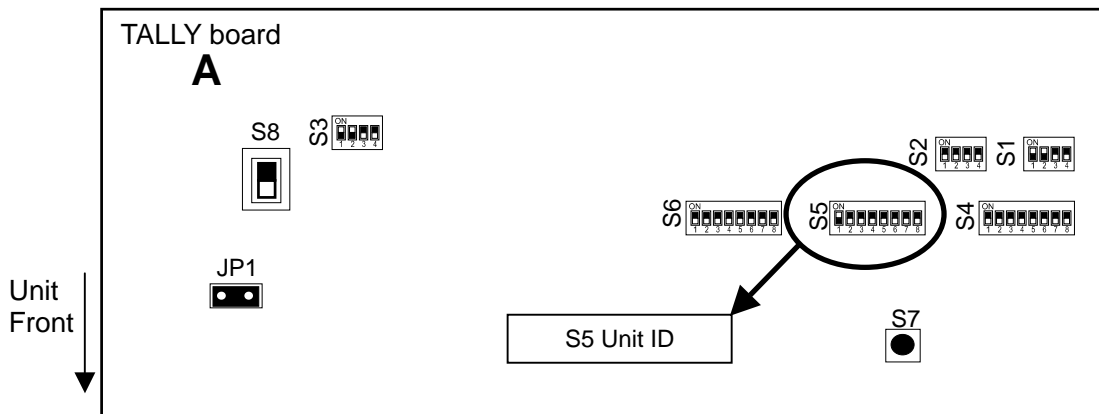 TALLY board
A
S8
S3
ON
1 2 3 4
S2
ON
1 2 3 4
S1
ON
1 2 3 4
S6
ON
1 2 3 4 5 6 7 8
S5
ON
1 2 3 4 5 6 7 8
S4
ON
1 2 3 4 5 6 7 8
JP1
Unit
Front
S5 Unit ID
S7